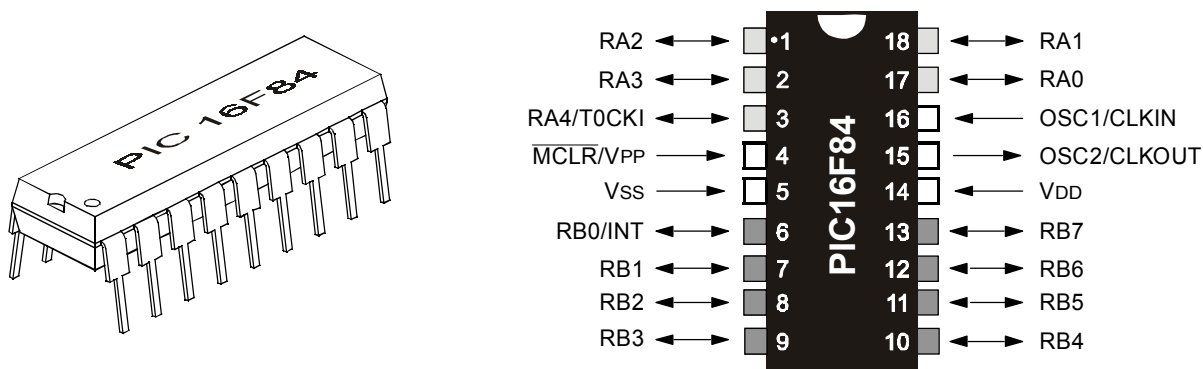 PIC 16F84
RA2 •1 18 RA1
RA3 2 17 RA0
RA4/T0CKI 3 16 OSC1/CLKIN
MCLR/VPP 4 15 OSC2/CLKOUT
VSS 5 14 VDD
RB0/INT 6 13 RB7
RB1 7 12 RB6
RB2 8 11 RB5
RB3 9 10 RB4
PIC16F84